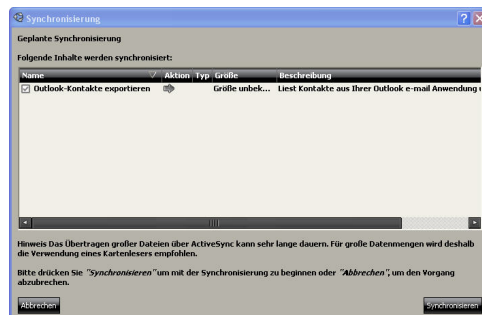 Synchronisierung
Geplante Synchronisierung
Folgende Inhalte werden synchronisiert:
Name Aktion Typ Größe Beschreibung
Outlook-Kontakte exportieren Größe unbek... Liest Kontakte aus Ihrer Outlook e-mail Anwendung
Hinweis Das Übertragen großer Dateien über ActiveSync kann sehr lange dauern. Für große Datenmengen wird deshalb
die Verwendung eines Kartenlesers empfohlen.
Bitte drücken Sie "Synchronisieren" um mit der Synchronisierung zu beginnen oder "Abbrechen", um den Vorgang
abzubrechen.
Abbrechen Synchronisieren